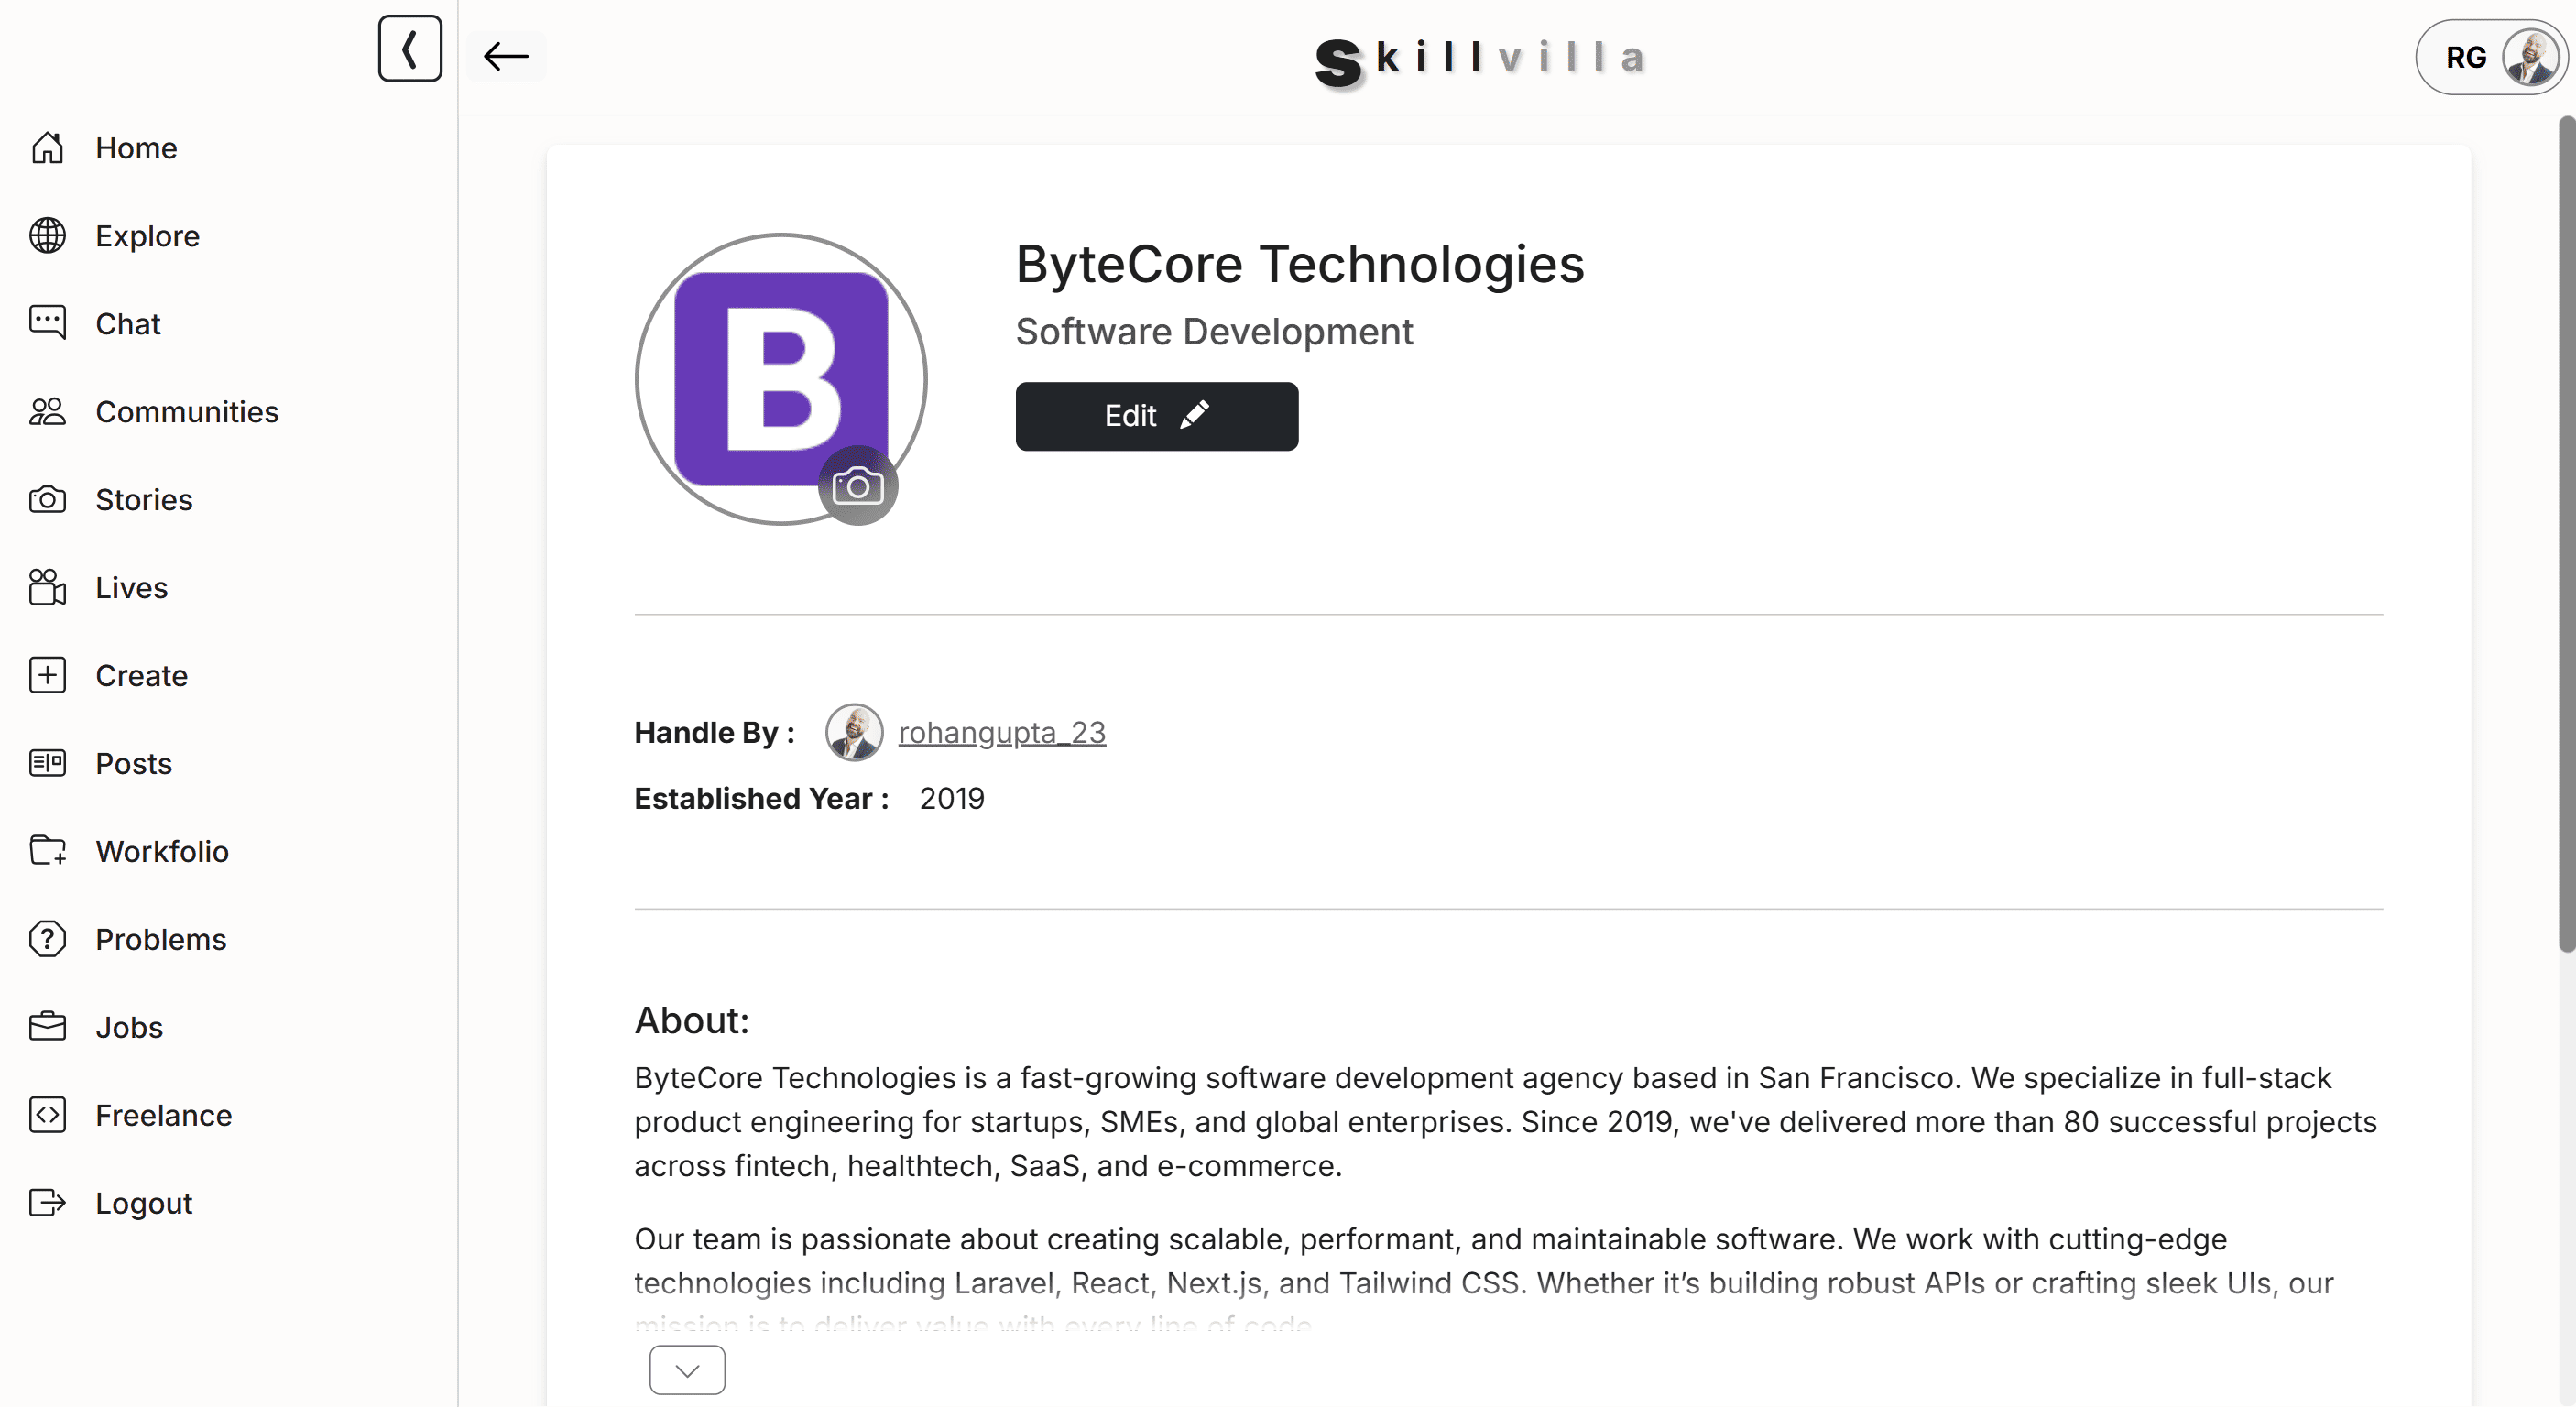 Skillvilla
RG
Home
Explore
Chat
Communities
Stories
Lives
Create
Posts
Workfolio
Problems
Jobs
Freelance
Logout
B
ByteCore Technologies
Software Development
Edit
Handle By : rohangupta_23
Established Year : 2019
About:
ByteCore Technologies is a fast-growing software development agency based in San Francisco. We specialize in full-stack
product engineering for startups, SMEs, and global enterprises. Since 2019, we've delivered more than 80 successful projects
across fintech, healthtech, SaaS, and e-commerce.
Our team is passionate about creating scalable, performant, and maintainable software. We work with cutting-edge
technologies including Laravel, React, Next.js, and Tailwind CSS. Whether it’s building robust APIs or crafting sleek UIs, our
mission is to deliver value with every line of code